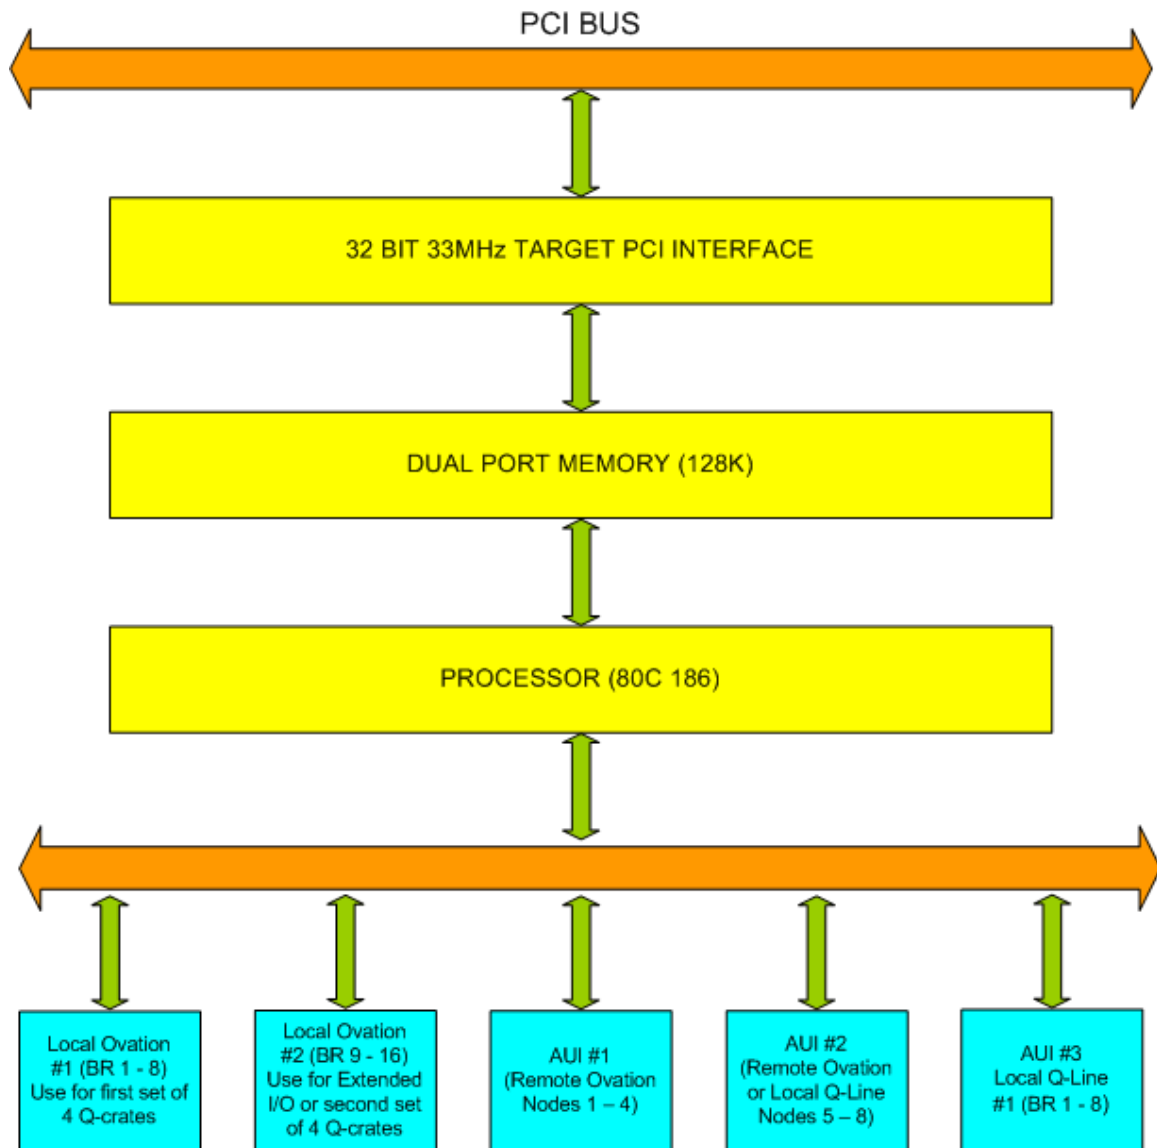 PCI BUS
32 BIT 33MHz TARGET PCI INTERFACE
DUAL PORT MEMORY (128K)
PROCESSOR (80C 186)
Local Ovation
#1 (BR 1 - 8)
Use for first set of
4 Q-crates
Local Ovation
#2 (BR 9 - 16)
Use for Extended
I/O or second set
of 4 Q-crates
AUI #1
(Remote Ovation
Nodes 1 – 4)
AUI #2
(Remote Ovation
or Local Q-Line
Nodes 5 – 8)
AUI #3
Local Q-Line
#1 (BR 1 - 8)